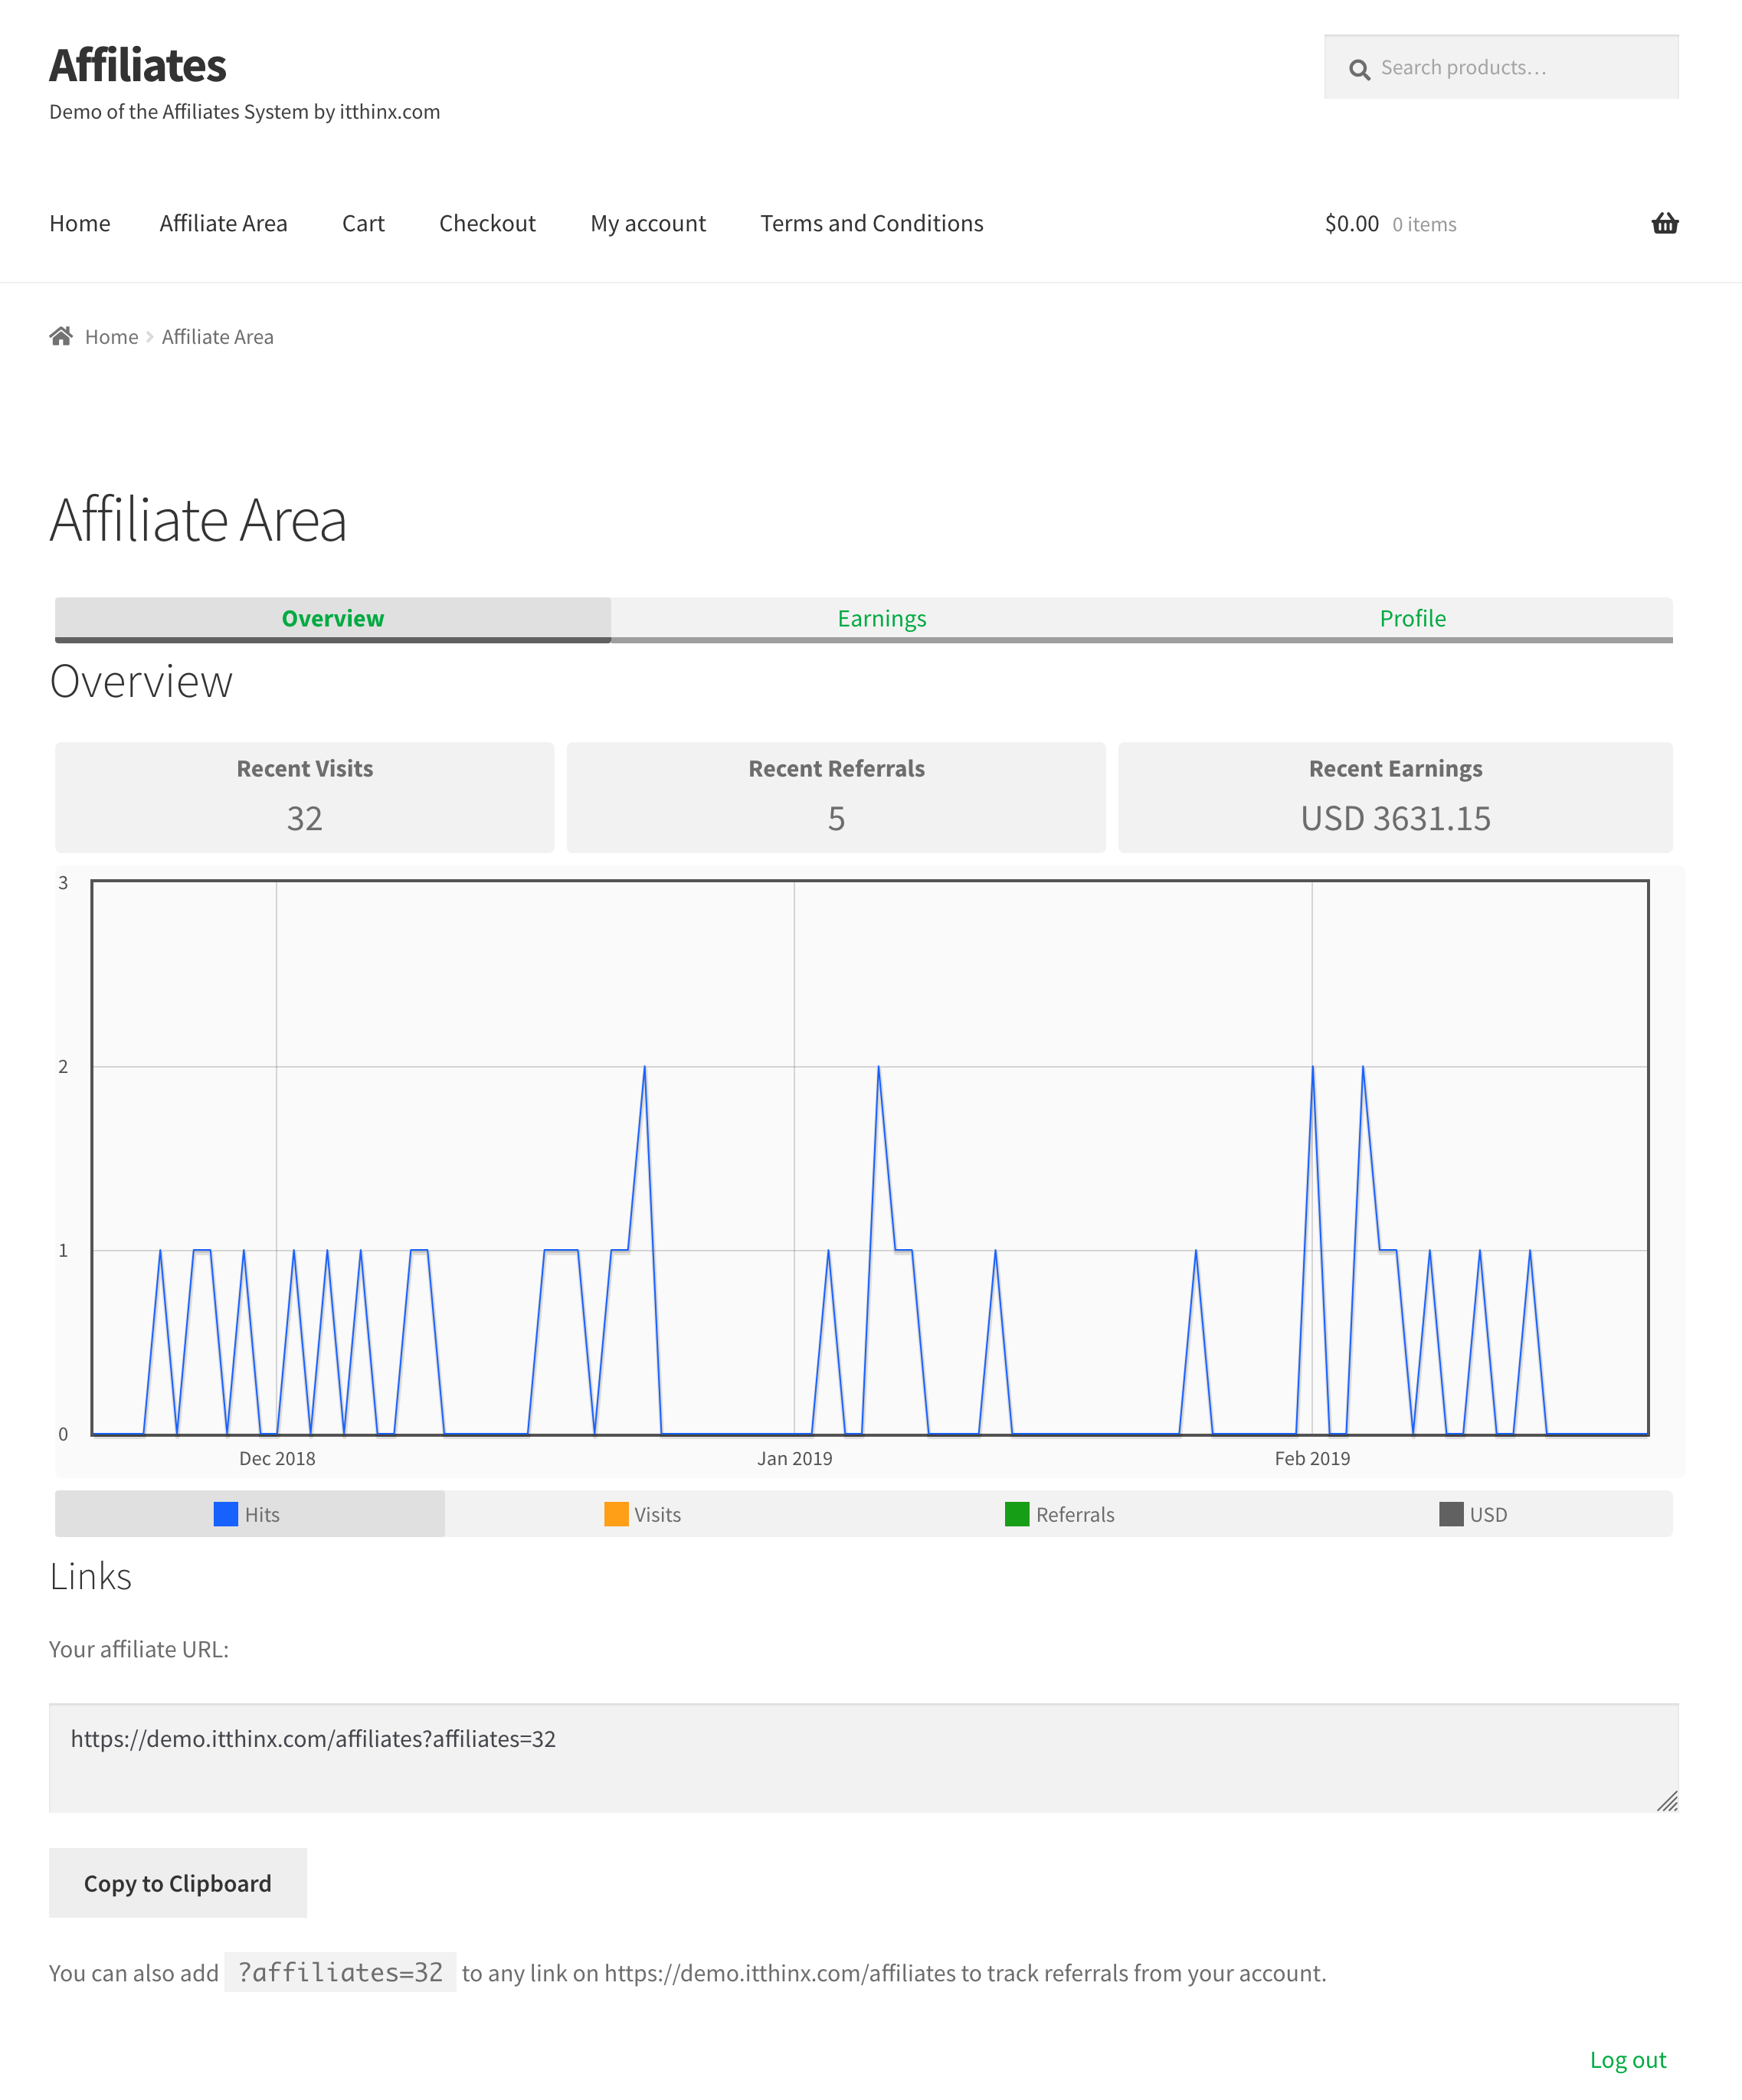 Affiliates
Search products…
Demo of the Affiliates System by itthinx.com
Home Affiliate Area Cart Checkout My account Terms and Conditions $0.00 0 items
Home Affiliate Area
Affiliate Area
Overview Earnings Profile
Overview
Recent Visits Recent Referrals Recent Earnings
32 5 USD 3631.15
3
2
1
0
Dec 2018 Jan 2019 Feb 2019
Hits Visits Referrals USD
Links
Your affiliate URL:
https://demo.itthinx.com/affiliates?affiliates=32
Copy to Clipboard
You can also add ?affiliates=32 to any link on https://demo.itthinx.com/affiliates to track referrals from your account.
Log out